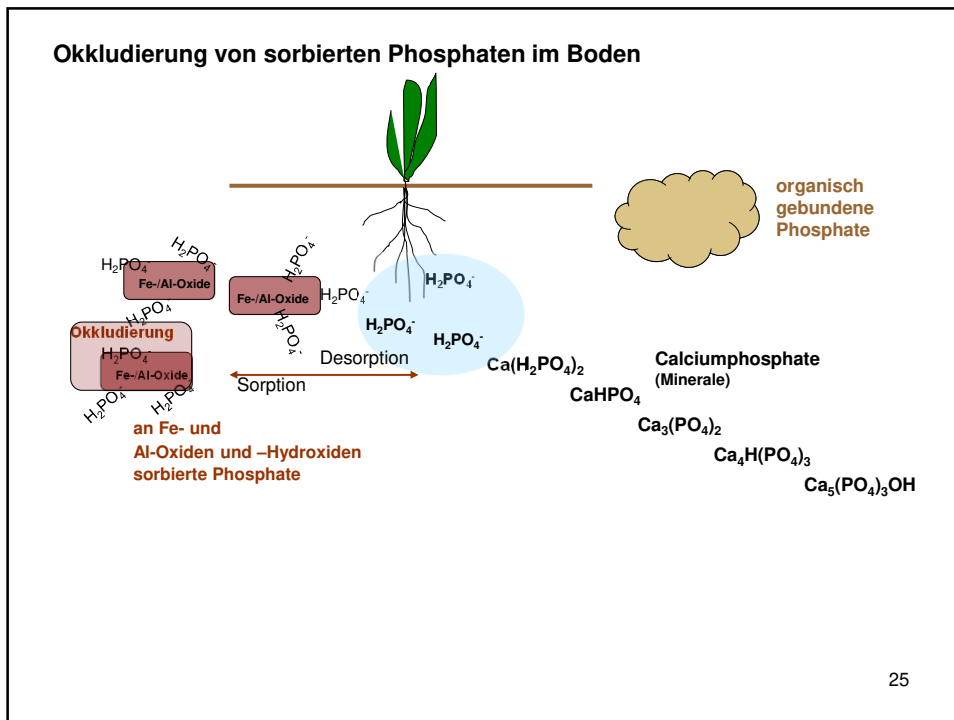 Okkludierung von sorbierten Phosphaten im Boden
organisch
gebundene
Phosphate
H₂PO₄⁻
H₂PO₄⁻
Fe-/Al-Oxide
H₂PO₄⁻
Fe-/Al-Oxide
H₂PO₄⁻
H₂PO₄⁻
H₂PO₄⁻
Okkludierung
H₂PO₄⁻
Fe-/Al-Oxide
H₂PO₄⁻
H₂PO₄⁻
H₂PO₄⁻
H₂PO₄⁻
H₂PO₄⁻
Desorption
Sorption
an Fe- und
Al-Oxiden und –Hydroxiden
sorbierte Phosphate
Ca(H₂PO₄)₂
Calciumphosphate
(Minerale)
CaHPO₄
Ca₃(PO₄)₂
Ca₄H(PO₄)₃
Ca₅(PO₄)₃OH
25